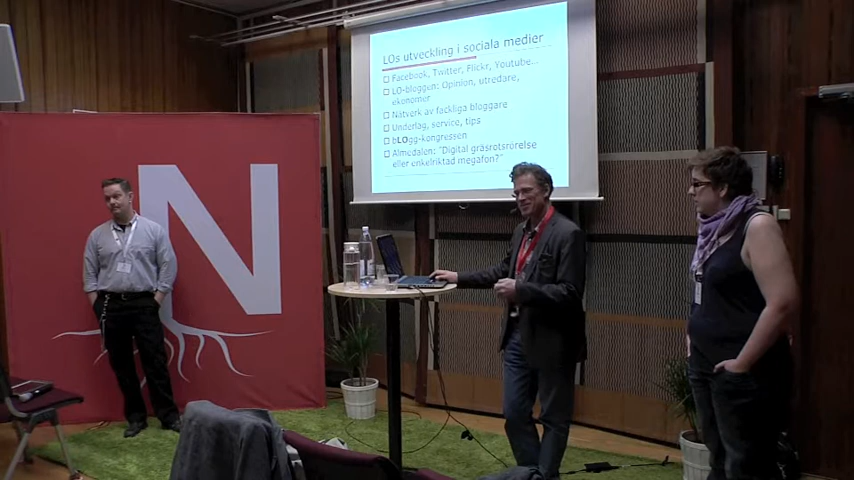 LOs utveckling i sociala medier
Facebook, Twitter, Flickr, Youtube...
LO-bloggen: Opinion, utredare,
ekonomer
Nätverk av fackliga bloggare
Underlag, service, tips
bLOgg-kongressen
Almedalen: "Digital gräsrotsrörelse
eller enkelriktad megafon?"
N